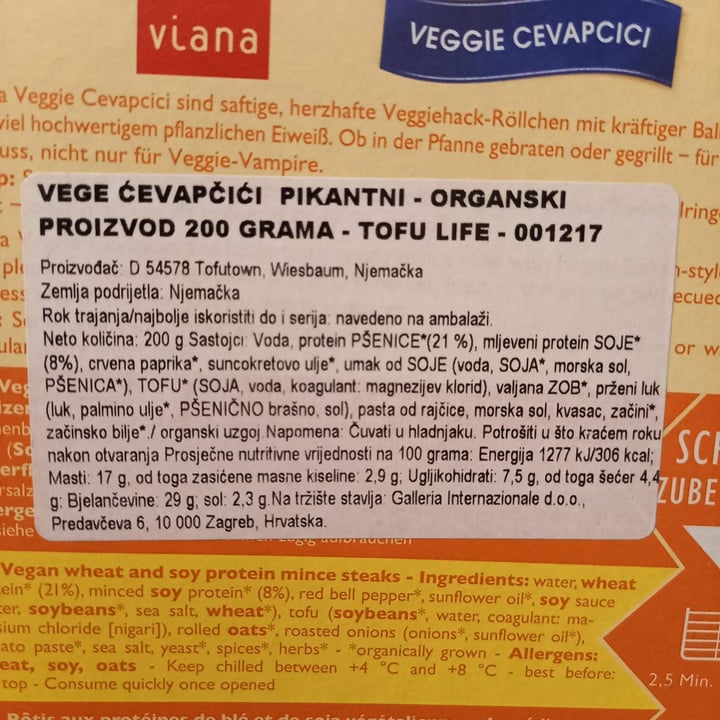 viana
VEGGIE CEVAPCICI
a Veggie Cevapcici sind saftige, herzhafte Veggiehack-Röllchen mit kräftiger
viel hochwertigem pflanzlichen Eiweiß. Ob in der Pfanne gebraten oder gegrillt – für
uss, nicht nur für Veggie-Vampire.
VEGE ĆEVAPČIĆI PIKANTNI - ORGANSKI
PROIZVOD 200 GRAMA - TOFU LIFE - 001217
Proizvođač: D 54578 Tofutown, Wiesbaum, Njemačka
Zemlja podrijetla: Njemačka
Rok trajanja/najbolje iskoristiti do i serija: navedeno na ambalaži.
Neto količina: 200 g Sastojci: Voda, protein PŠENICE*(21 %), mljeveni protein SOJE*
(8%), crvena paprika*, suncokretovo ulje*, umak od SOJE (voda, SOJA*, morska sol,
PŠENICA*), TOFU* (SOJA, voda, koagulant: magnezijev klorid), valjana ZOB*, prženi luk
(luk, palmino ulje*, PŠENIČNO brašno, sol), pasta od rajčice, morska sol, kvasac, začini*,
začinsko bilje*./ organski uzgoj.Napomena: Čuvati u hladnjaku. Potrošiti u što kraćem roku
nakon otvaranja Prosječne nutritivne vrijednosti na 100 grama: Energija 1277 kJ/306 kcal;
Masti: 17 g, od toga zasićene masne kiseline: 2,9 g; Ugljikohidrati: 7,5 g, od toga šećer 4,4
g: Bjelančevine: 29 g; sol: 2,3 g.Na tržište stavlja: Galleria Internazionale d.o.o.,
Predavčeva 6, 10 000 Zagreb, Hrvatska.
Vegan wheat and soy protein mince steaks - Ingredients: water, wheat
ein* (21%), minced soy protein* (8%), red bell pepper*, sunflower oil*, soy sauce
er, soybeans*, sea salt, wheat*), tofu (soybeans*, water, coagulant: ma-
sium chloride [nigari]), rolled oats*, roasted onions (onions*, sunflower oil*),
ato paste*, sea salt, yeast*, spices*, herbs* - *organically grown - Allergens:
eat, soy, oats - Keep chilled between +4 °C and +8 °C - best before:
top - Consume quickly once opened
2,5 Min.